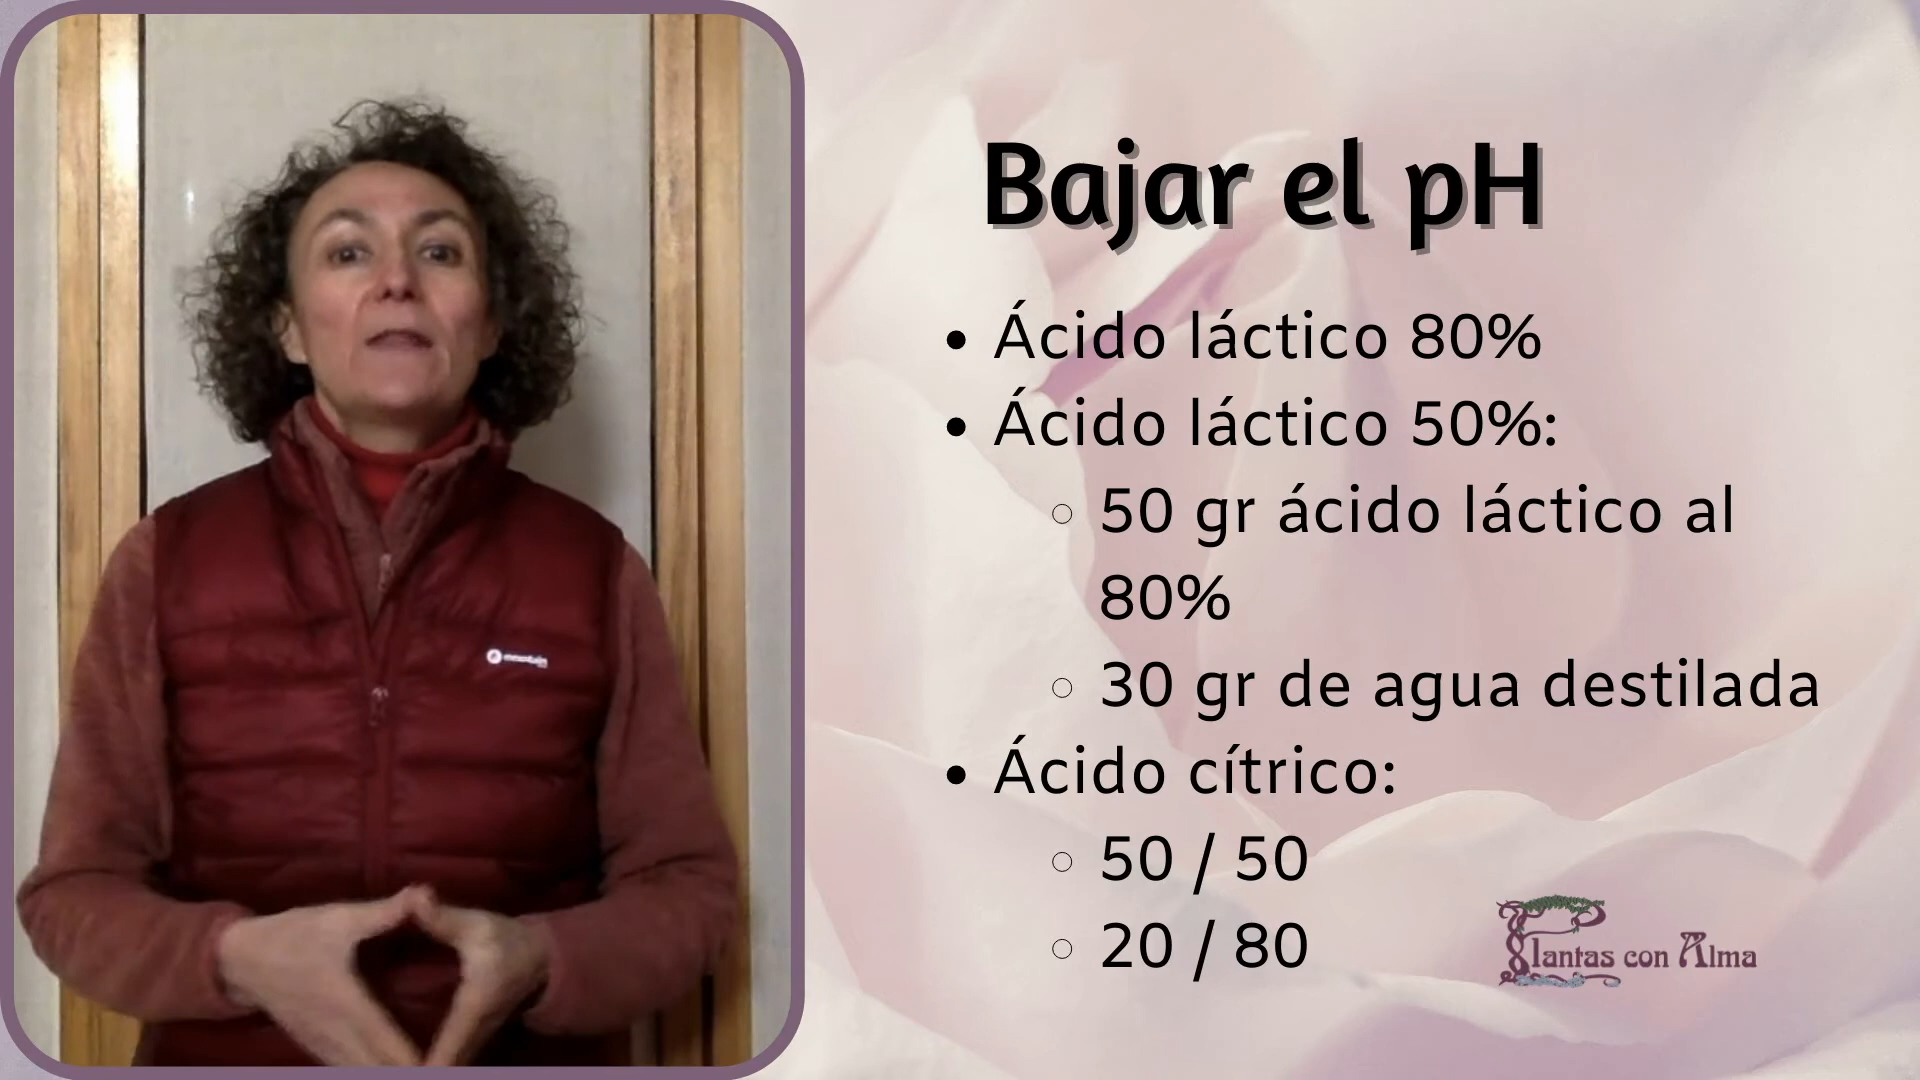 Bajar el pH
• Ácido láctico 80%
• Ácido láctico 50%:
○ 50 gr ácido láctico al
80%
○ 30 gr de agua destilada
• Ácido cítrico:
○ 50 / 50
○ 20 / 80
Plantas con Alma